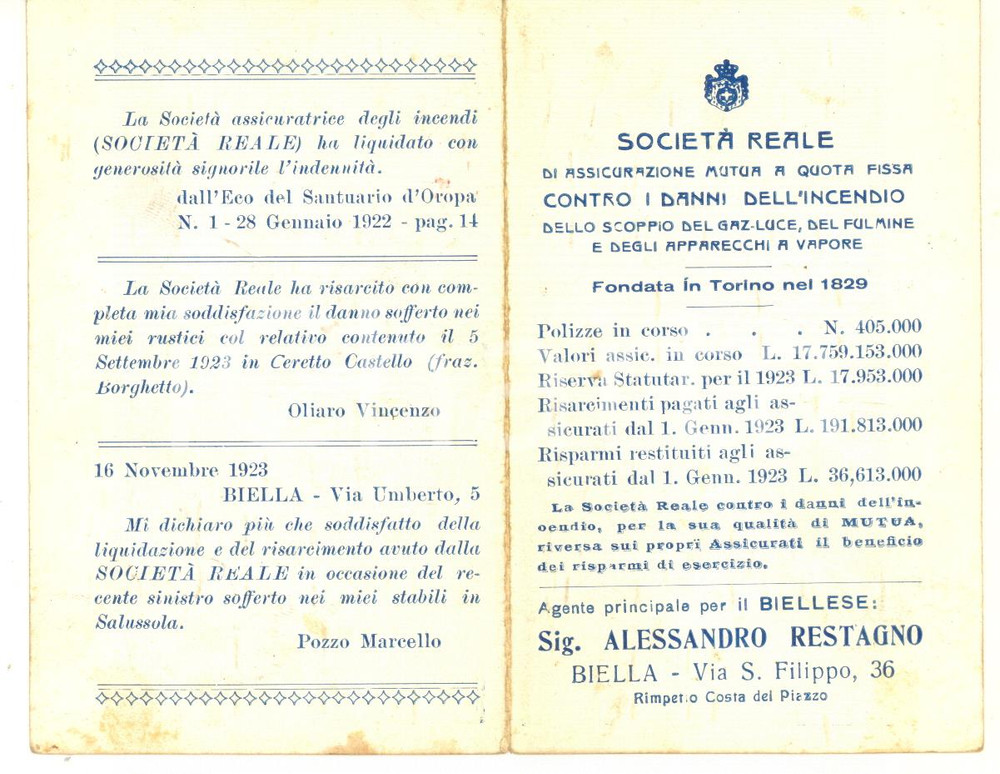 La Società assicuratrice degli incendi
(SOCIETÀ REALE) ha liquidato con
generosità signorile l'indennità.
dall'Eco del Santuario d'Oropa
N. 1 - 28 Gennaio 1922 - pag. 14
La Società Reale ha risarcito con com-
pleta mia soddisfazione il danno sofferto nei
miei rustici col relativo contenuto il 5
Settembre 1923 in Ceretto Castello (fraz.
Borghetto).
Oliaro Vincenzo
16 Novembre 1923
BIELLA - Via Umberto, 5
Mi dichiaro più che soddisfatto della
liquidazione e del risarcimento avuto dalla
SOCIETÀ REALE in occasione del re-
cente sinistro sofferto nei miei stabili in
Salussola.
Pozzo Marcello
SOCIETÀ REALE
DI ASSICURAZIONE MUTUA A QUOTA FISSA
CONTRO I DANNI DELL'INCENDIO
DELLO SCOPPIO DEL GAZ-LUCE, DEL FULMINE
E DEGLI APPARECCHI A VAPORE
Fondata in Torino nel 1829
Polizze in corso . . . N. 405.000
Valori assic. in corso L. 17.759.153.000
Riserva Statutar. per il 1923 L. 17.953.000
Risarcimenti pagati agli as-
sicurati dal 1. Genn. 1923 L. 191.813.000
Risparmi restituiti agli as-
sicurati dal 1. Genn. 1923 L. 36,613.000
La Società Reale contro i danni dell'in-
cendio, per la sua qualità di MUTUA,
riversa sui proprï Assicurati il beneficio
dei risparmi di esercizio.
Agente principale per il BIELLESE:
Sig. ALESSANDRO RESTAGNO
BIELLA - Via S. Filippo, 36
Rimpetto Costa del Piazzo